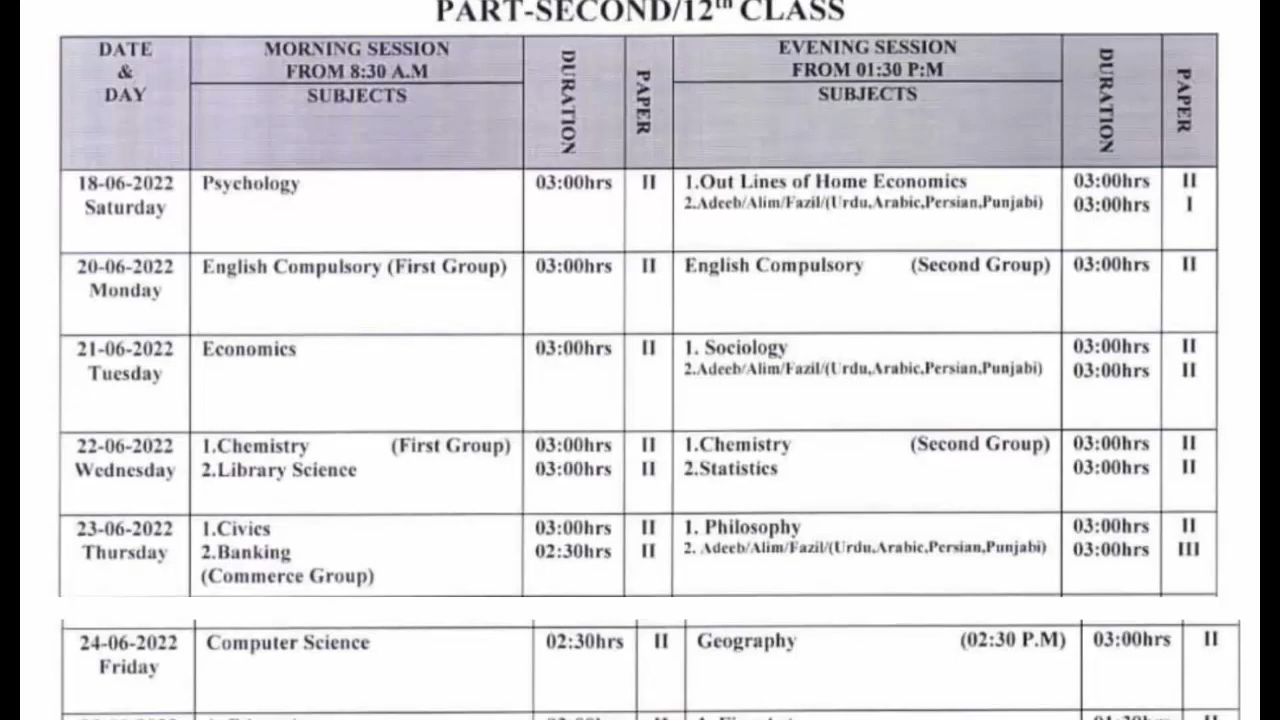 PART-SECOND/12th CLASS
DATE & DAY MORNING SESSION FROM 8:30 A.M SUBJECTS DURATION PAPER EVENING SESSION FROM 01:30 P:M SUBJECTS DURATION PAPER
18-06-2022 Psychology 03:00hrs II 1.Out Lines of Home Economics 03:00hrs II
Saturday 2.Adeeb/Alim/Fazil/(Urdu,Arabic,Persian,Punjabi) 03:00hrs I
20-06-2022 English Compulsory (First Group) 03:00hrs II English Compulsory (Second Group) 03:00hrs II
Monday
21-06-2022 Economics 03:00hrs II 1. Sociology 03:00hrs II
Tuesday 2.Adeeb/Alim/Fazil/(Urdu,Arabic,Persian,Punjabi) 03:00hrs II
22-06-2022 1.Chemistry (First Group) 03:00hrs II 1.Chemistry (Second Group) 03:00hrs II
Wednesday 2.Library Science 03:00hrs II 2.Statistics 03:00hrs II
23-06-2022 1.Civics 03:00hrs II 1. Philosophy 03:00hrs II
Thursday 2.Banking 02:30hrs II 2. Adeeb/Alim/Fazil/(Urdu,Arabic,Persian,Punjabi) 03:00hrs III
(Commerce Group)
24-06-2022 Computer Science 02:30hrs II Geography (02:30 P.M) 03:00hrs II
Friday